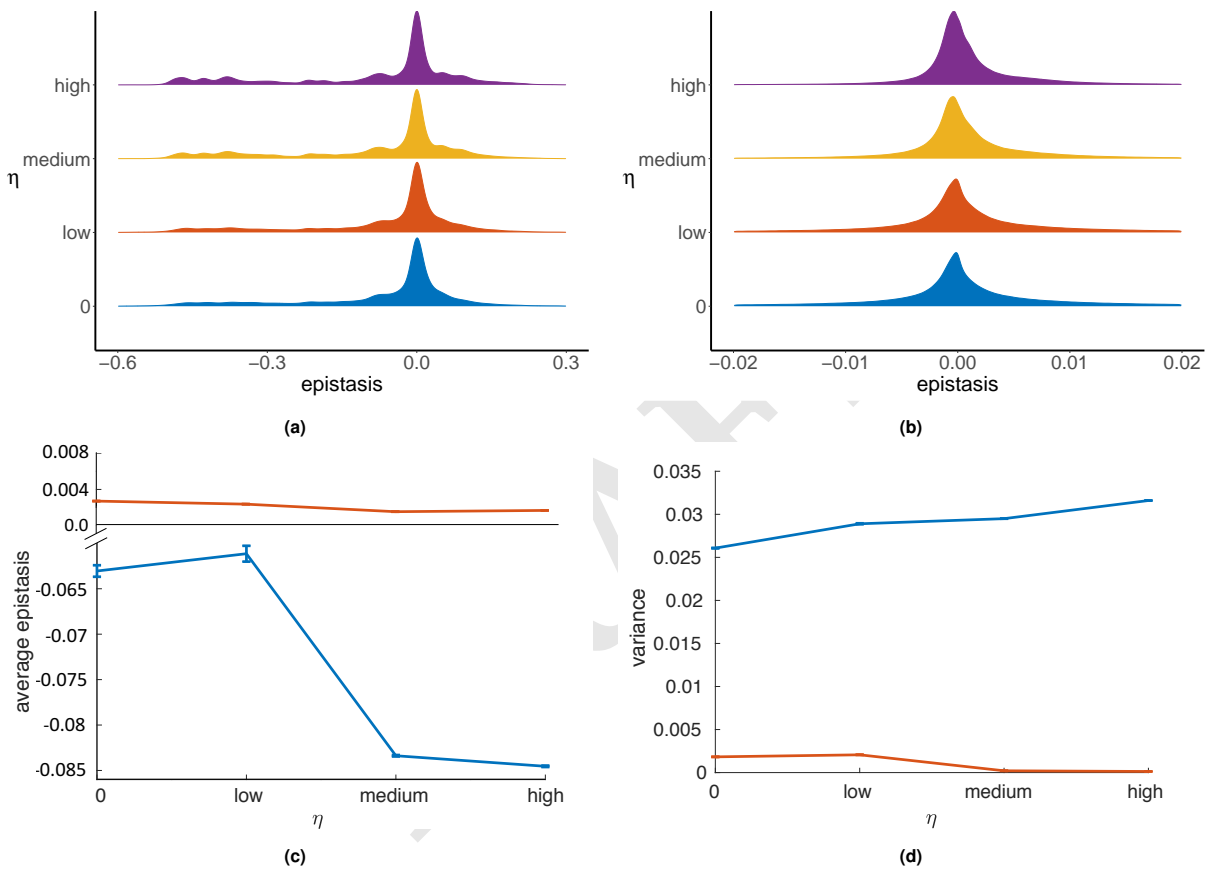 high
medium
η
low
0
−0.6
−0.3
0.0
0.3
epistasis
(a)
high
medium
η
low
0
−0.02
−0.01
0.00
0.01
0.02
epistasis
(b)
0.008
0.004
0.0
-0.065
-0.07
-0.075
-0.08
-0.085
average epistasis
0
low
medium
high
η
(c)
0.035
0.03
0.025
0.02
0.015
0.01
0.005
0
variance
0
low
medium
high
η
(d)